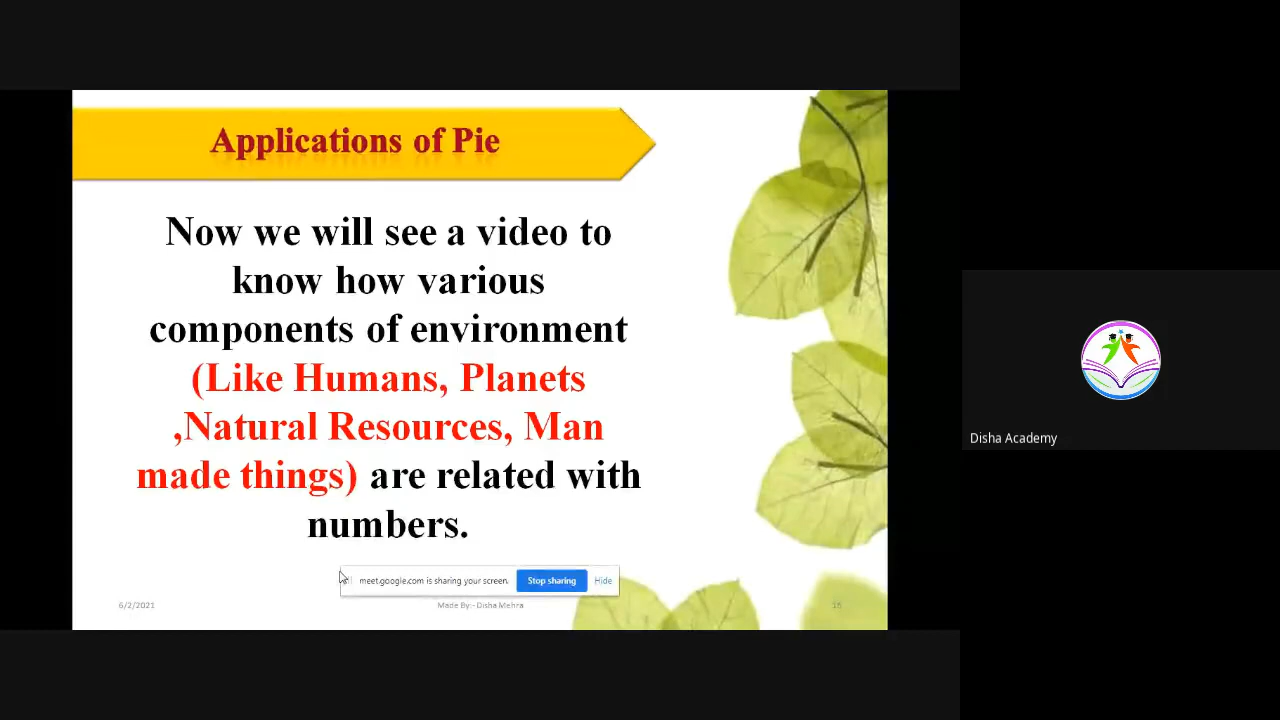 Applications of Pie
Now we will see a video to
know how various
components of environment
(Like Humans, Planets
,Natural Resources, Man
made things) are related with
numbers.
meet.google.com is sharing your screen.
Stop sharing
Hide
6/2/2021
Made By:- Disha Mehra
Disha Academy